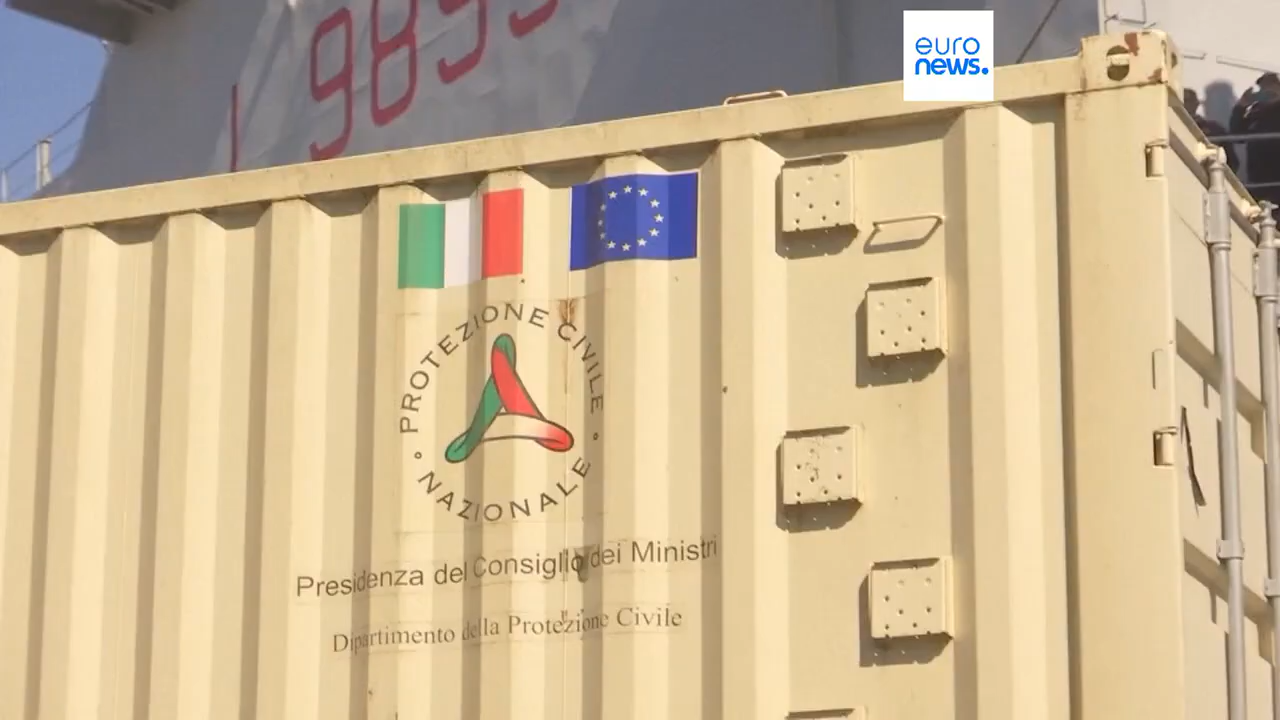 euro
news.
PROTEZIONE CIVILE
NAZIONALE
Presidenza del Consiglio dei Ministri
Dipartimento della Protezione Civile